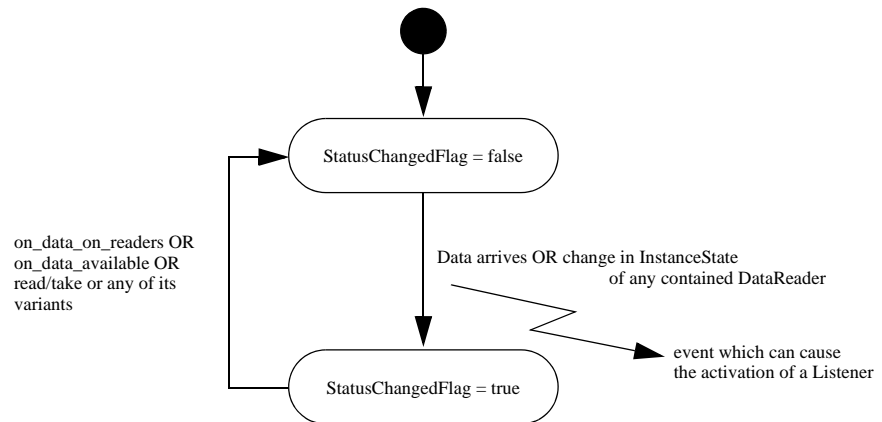 StatusChangedFlag = false
on_data_on_readers OR
on_data_available OR
read/take or any of its
variants
Data arrives OR change in InstanceState
of any contained DataReader
event which can cause
the activation of a Listener
StatusChangedFlag = true